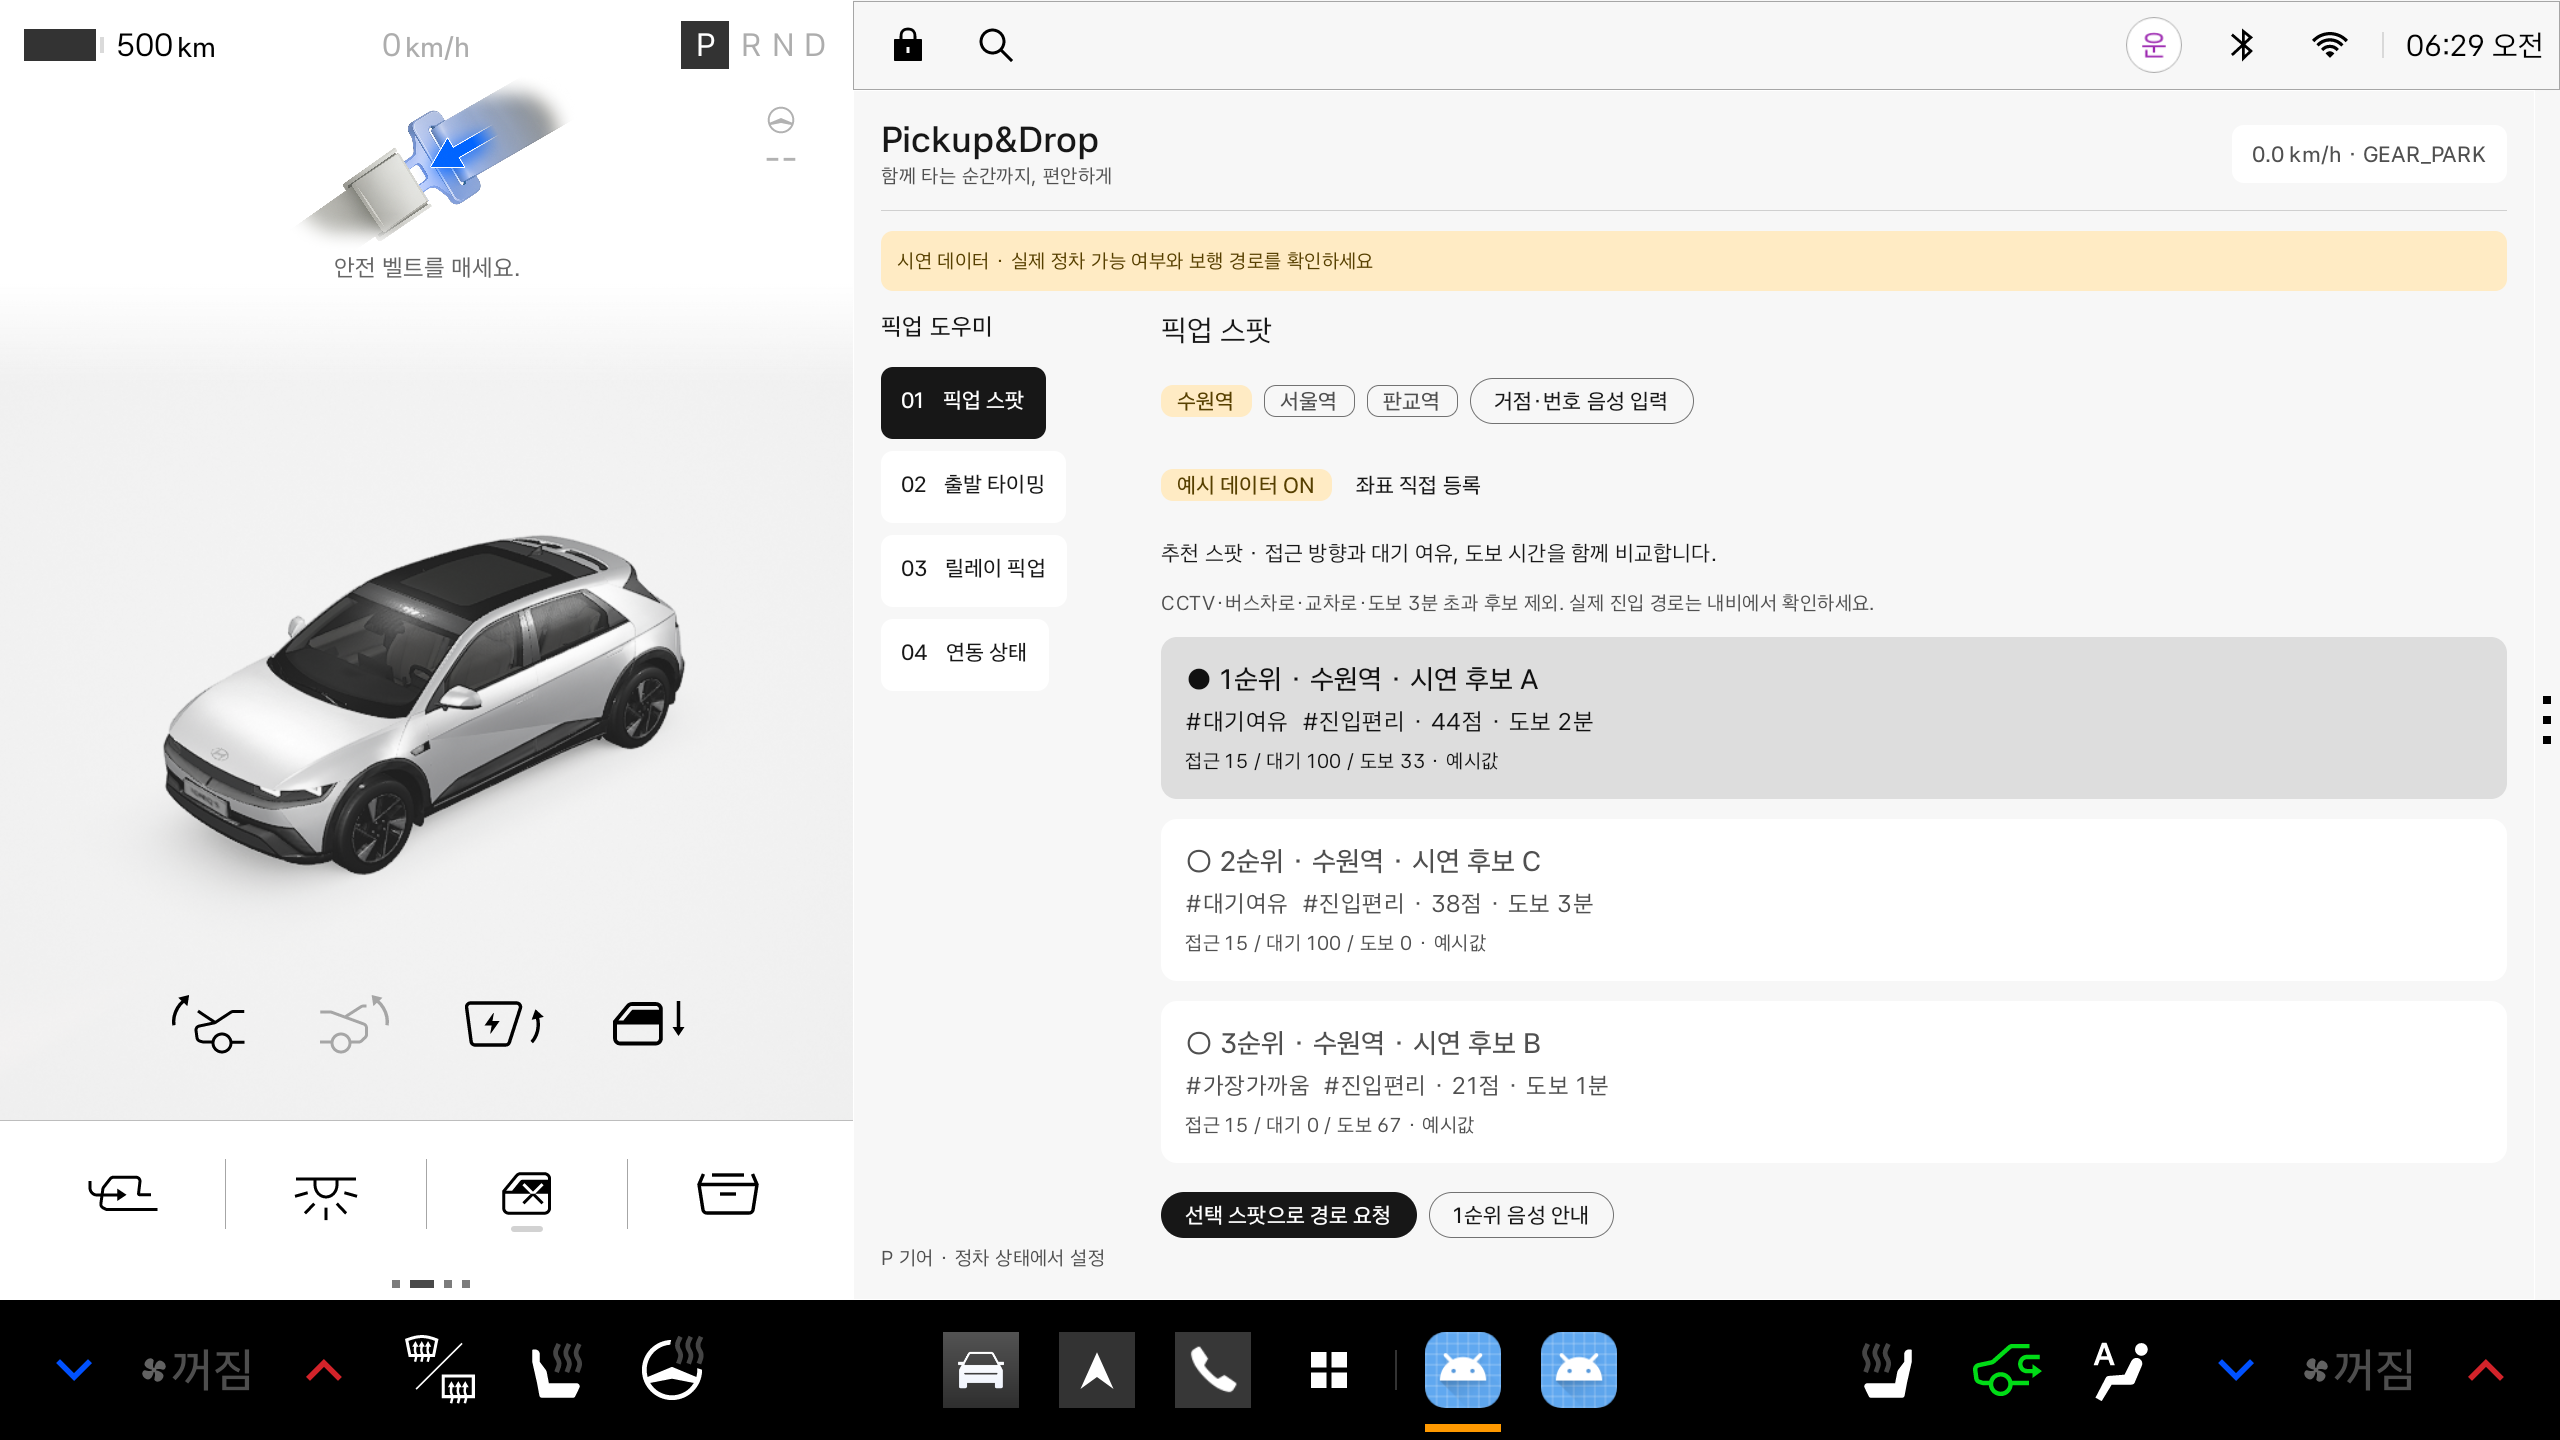 500 km
0 km/h
P R N D
안전 벨트를 매세요.
운
06:29 오전
Pickup&Drop
함께 타는 순간까지, 편안하게
0.0 km/h · GEAR_PARK
시연 데이터 · 실제 정차 가능 여부와 보행 경로를 확인하세요
픽업 도우미
01 픽업 스팟
02 출발 타이밍
03 릴레이 픽업
04 연동 상태
P 기어 · 정차 상태에서 설정
픽업 스팟
수원역 서울역 판교역 거점·번호 음성 입력
예시 데이터 ON 좌표 직접 등록
추천 스팟 · 접근 방향과 대기 여유, 도보 시간을 함께 비교합니다.
CCTV·버스차로·교차로·도보 3분 초과 후보 제외. 실제 진입 경로는 내비에서 확인하세요.
● 1순위 · 수원역 · 시연 후보 A
#대기여유 #진입편리 · 44점 · 도보 2분
접근 15 / 대기 100 / 도보 33 · 예시값
○ 2순위 · 수원역 · 시연 후보 C
#대기여유 #진입편리 · 38점 · 도보 3분
접근 15 / 대기 100 / 도보 0 · 예시값
○ 3순위 · 수원역 · 시연 후보 B
#가장가까움 #진입편리 · 21점 · 도보 1분
접근 15 / 대기 0 / 도보 67 · 예시값
선택 스팟으로 경로 요청 1순위 음성 안내
꺼짐
A
꺼짐